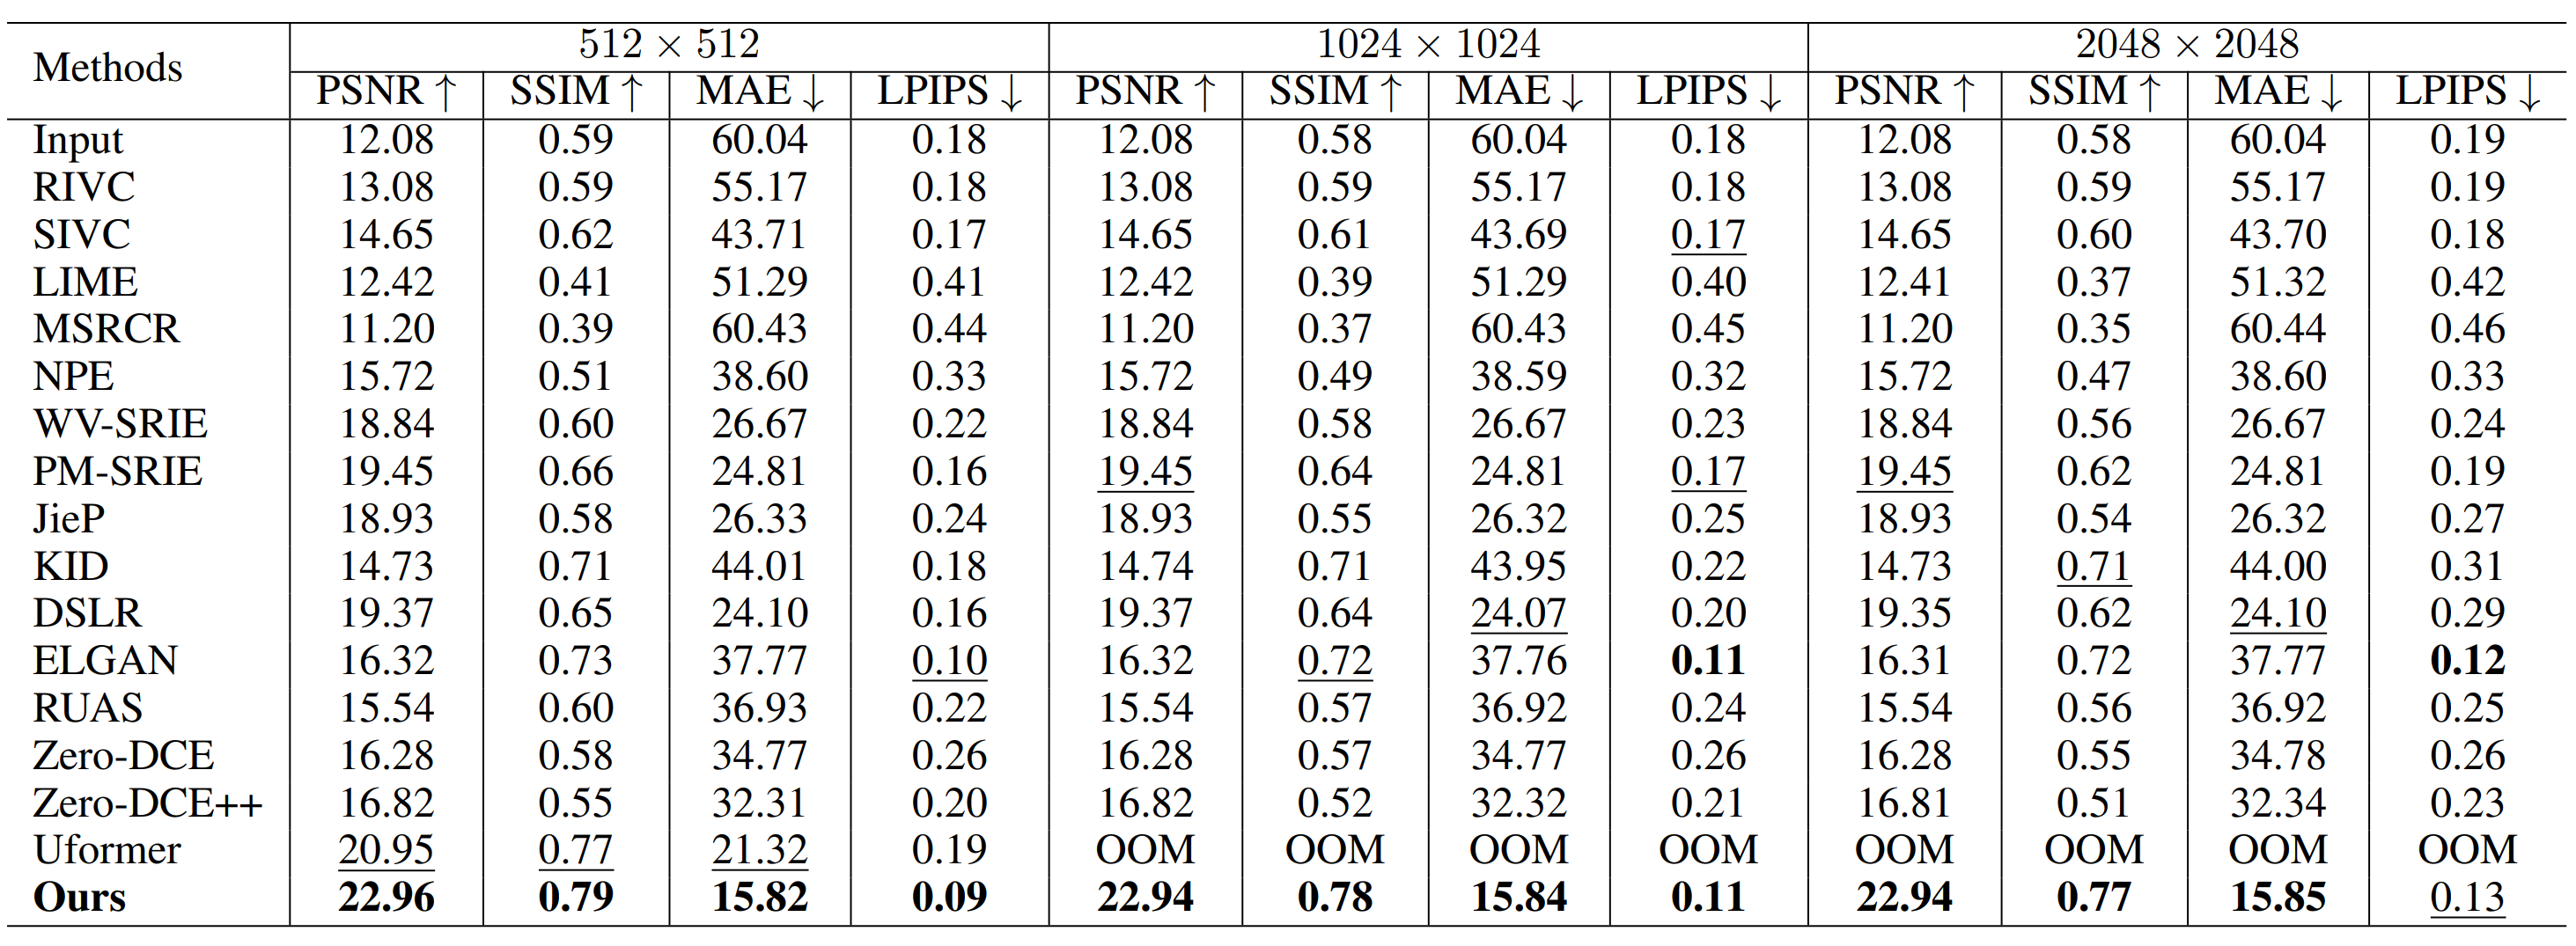 Methods 512 × 512 1024 × 1024 2048 × 2048
PSNR ↑ SSIM ↑ MAE ↓ LPIPS ↓ PSNR ↑ SSIM ↑ MAE ↓ LPIPS ↓ PSNR ↑ SSIM ↑ MAE ↓ LPIPS ↓
Input 12.08 0.59 60.04 0.18 12.08 0.58 60.04 0.18 12.08 0.58 60.04 0.19
RIVC 13.08 0.59 55.17 0.18 13.08 0.59 55.17 0.18 13.08 0.59 55.17 0.19
SIVC 14.65 0.62 43.71 0.17 14.65 0.61 43.69 0.17 14.65 0.60 43.70 0.18
LIME 12.42 0.41 51.29 0.41 12.42 0.39 51.29 0.40 12.41 0.37 51.32 0.42
MSRCR 11.20 0.39 60.43 0.44 11.20 0.37 60.43 0.45 11.20 0.35 60.44 0.46
NPE 15.72 0.51 38.60 0.33 15.72 0.49 38.59 0.32 15.72 0.47 38.60 0.33
WV-SRIE 18.84 0.60 26.67 0.22 18.84 0.58 26.67 0.23 18.84 0.56 26.67 0.24
PM-SRIE 19.45 0.66 24.81 0.16 19.45 0.64 24.81 0.17 19.45 0.62 24.81 0.19
JieP 18.93 0.58 26.33 0.24 18.93 0.55 26.32 0.25 18.93 0.54 26.32 0.27
KID 14.73 0.71 44.01 0.18 14.74 0.71 43.95 0.22 14.73 0.71 44.00 0.31
DSLR 19.37 0.65 24.10 0.16 19.37 0.64 24.07 0.20 19.35 0.62 24.10 0.29
ELGAN 16.32 0.73 37.77 0.10 16.32 0.72 37.76 0.11 16.31 0.72 37.77 0.12
RUAS 15.54 0.60 36.93 0.22 15.54 0.57 36.92 0.24 15.54 0.56 36.92 0.25
Zero-DCE 16.28 0.58 34.77 0.26 16.28 0.57 34.77 0.26 16.28 0.55 34.78 0.26
Zero-DCE++ 16.82 0.55 32.31 0.20 16.82 0.52 32.32 0.21 16.81 0.51 32.34 0.23
Uformer 20.95 0.77 21.32 0.19 OOM OOM OOM OOM OOM OOM OOM OOM
Ours 22.96 0.79 15.82 0.09 22.94 0.78 15.84 0.11 22.94 0.77 15.85 0.13